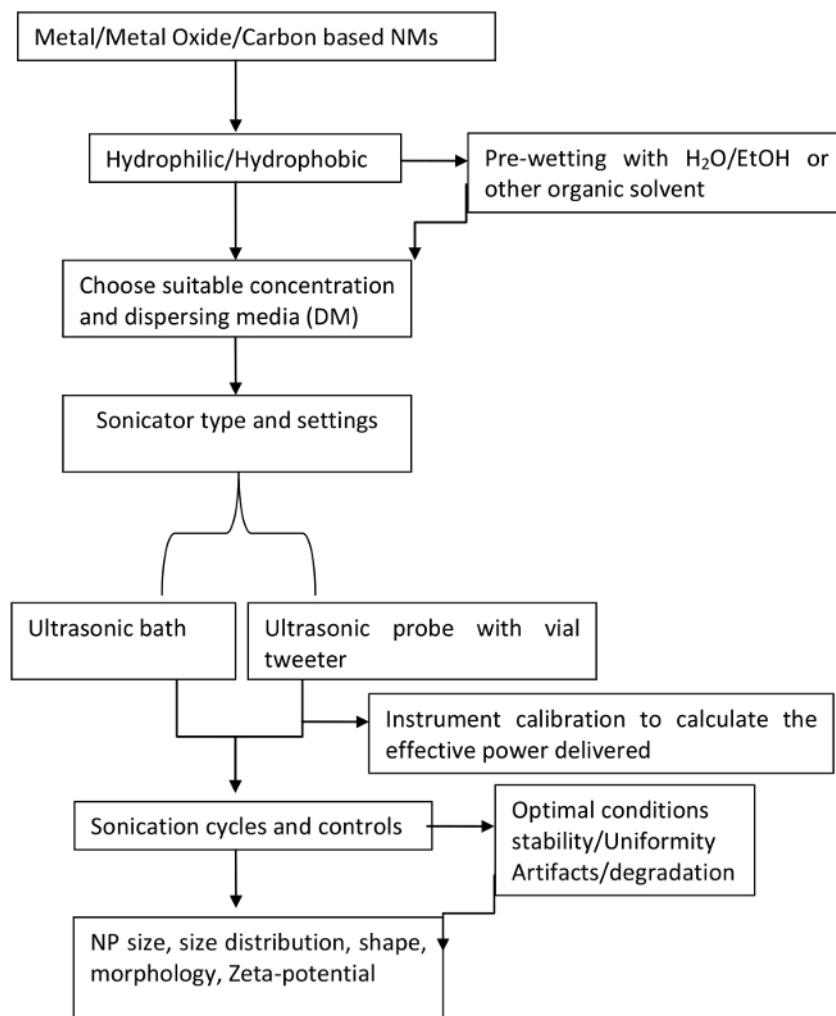 Metal/Metal Oxide/Carbon based NMs
Hydrophilic/Hydrophobic
Pre-wetting with H₂O/EtOH or
other organic solvent
Choose suitable concentration
and dispersing media (DM)
Sonicator type and settings
Ultrasonic bath
Ultrasonic probe with vial
tweeter
Instrument calibration to calculate the
effective power delivered
Sonication cycles and controls
Optimal conditions
stability/Uniformity
Artifacts/degradation
NP size, size distribution, shape,
morphology, Zeta-potential